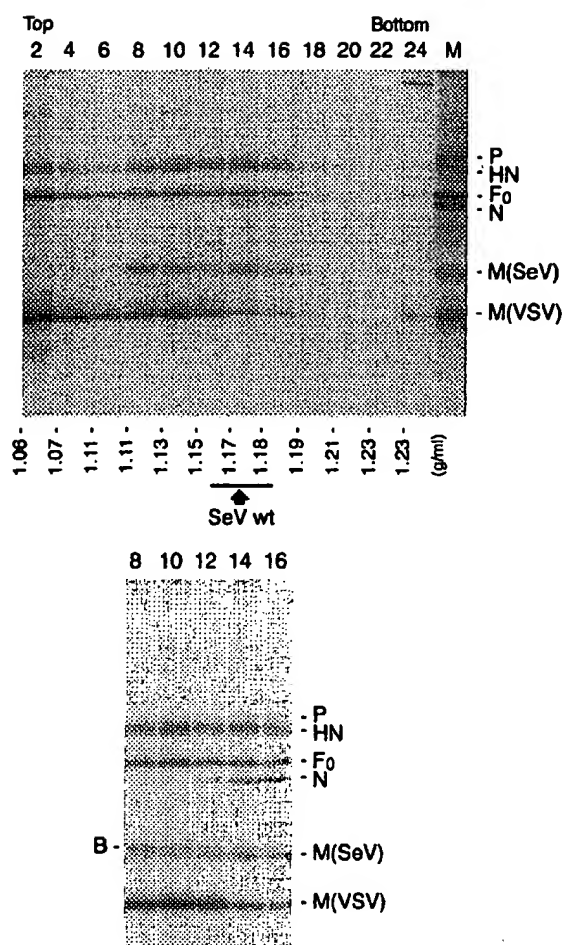 Top Bottom
2 4 6 8 10 12 14 16 18 20 22 24 M
- P
- HN
- F0
- N
- M(SeV)
- M(VSV)
1.06 - 1.07 - 1.11 - 1.11 - 1.13 - 1.15 - 1.17 - 1.18 - 1.19 - 1.21 - 1.23 - 1.23 - (g/ml)
SeV wt
8 10 12 14 16
- P
- HN
- F0
- N
B - - M(SeV)
- M(VSV)